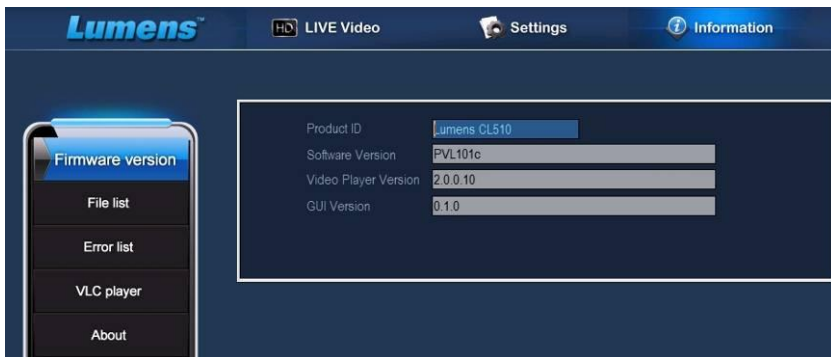 Lumens™
HD LIVE Video
Settings
i Information
Firmware version
File list
Error list
VLC player
About
Product ID Lumens CL510
Software Version PVL101c
Video Player Version 2.0.0.10
GUI Version 0.1.0